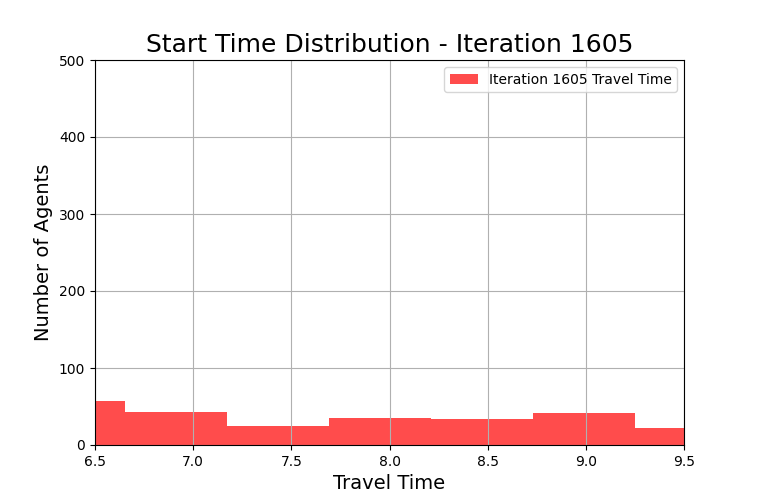 Start Time Distribution - Iteration 1605
Iteration 1605 Travel Time
Number of Agents
500
400
300
200
100
0
6.5 7.0 7.5 8.0 8.5 9.0 9.5
Travel Time